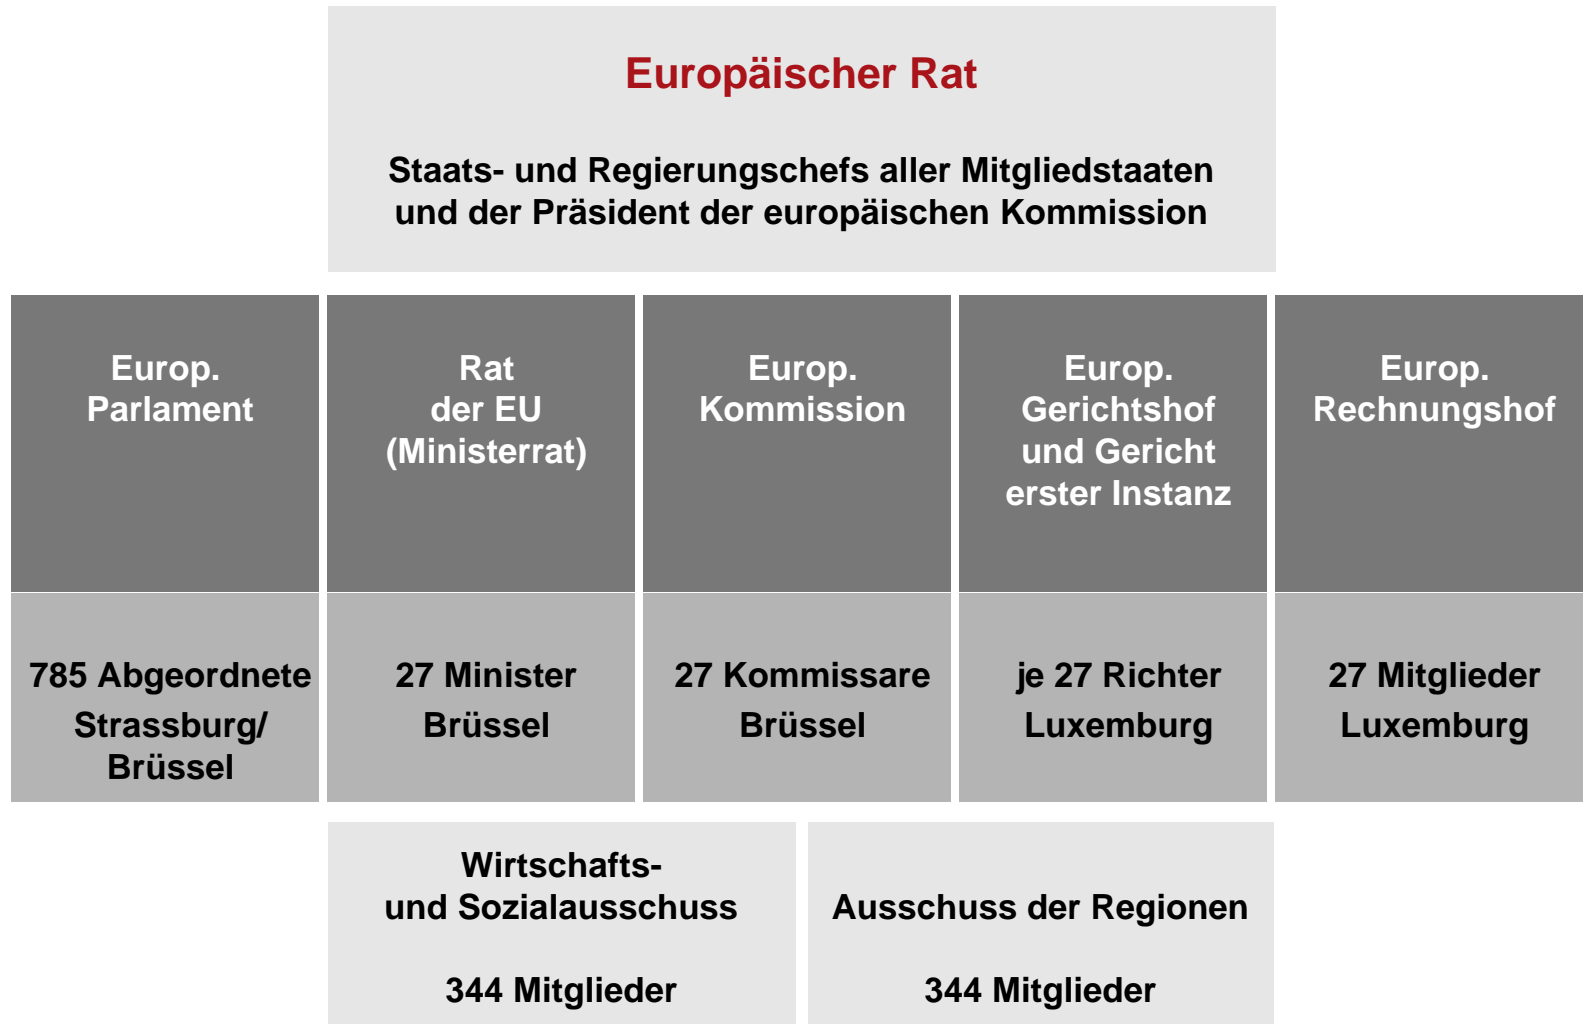 Europäischer Rat
Staats- und Regierungschefs aller Mitgliedstaaten
und der Präsident der europäischen Kommission
Europ.
Parlament
Rat
der EU
(Ministerrat)
Europ.
Kommission
Europ.
Gerichtshof
und Gericht
erster Instanz
Europ.
Rechnungshof
785 Abgeordnete
Strassburg/
Brüssel
27 Minister
Brüssel
27 Kommissare
Brüssel
je 27 Richter
Luxemburg
27 Mitglieder
Luxemburg
Wirtschafts-
und Sozialausschuss
344 Mitglieder
Ausschuss der Regionen
344 Mitglieder